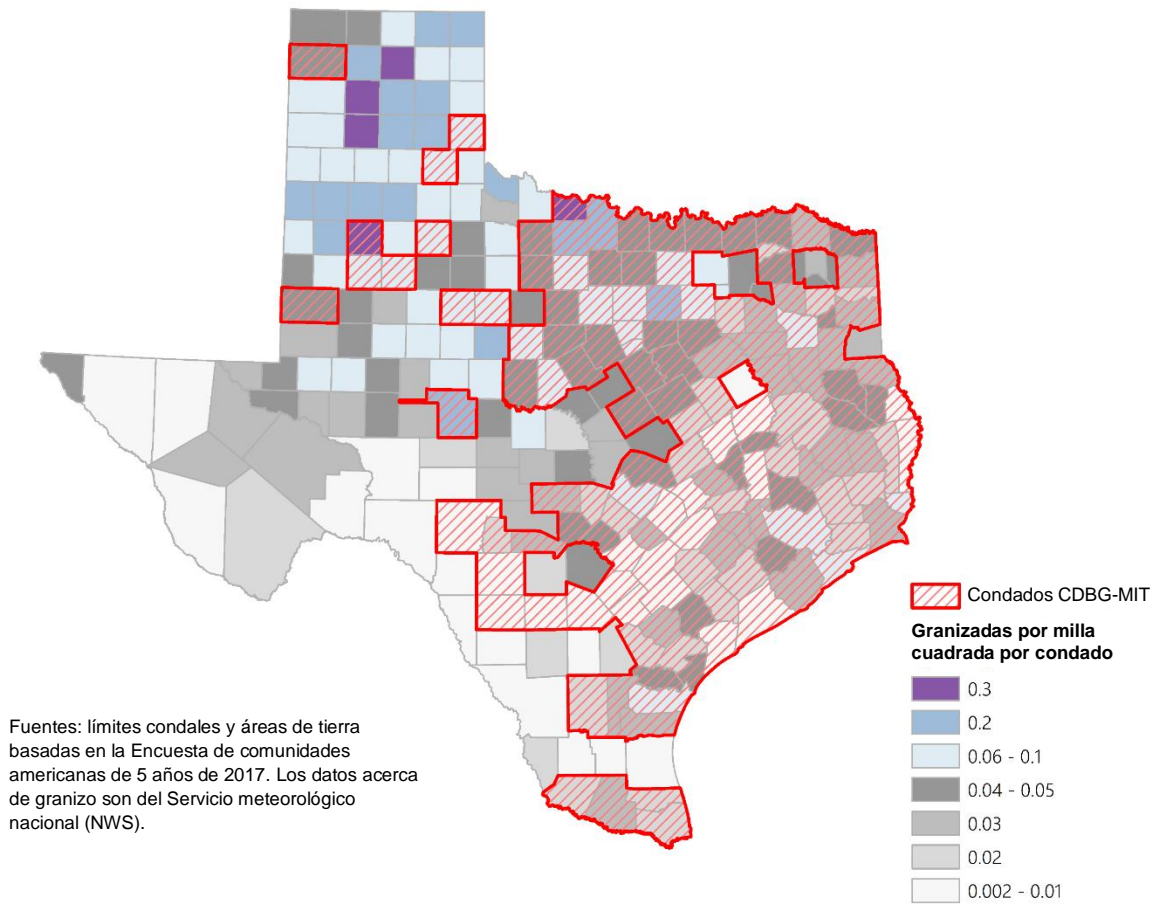 Condados CDBG-MIT
Granizadas por milla
cuadrada por condado
0.3
0.2
0.06 - 0.1
0.04 - 0.05
0.03
0.02
0.002 - 0.01
Fuentes: límites condales y áreas de tierra
basadas en la Encuesta de comunidades
americanas de 5 años de 2017. Los datos acerca
de granizo son del Servicio meteorológico
nacional (NWS).